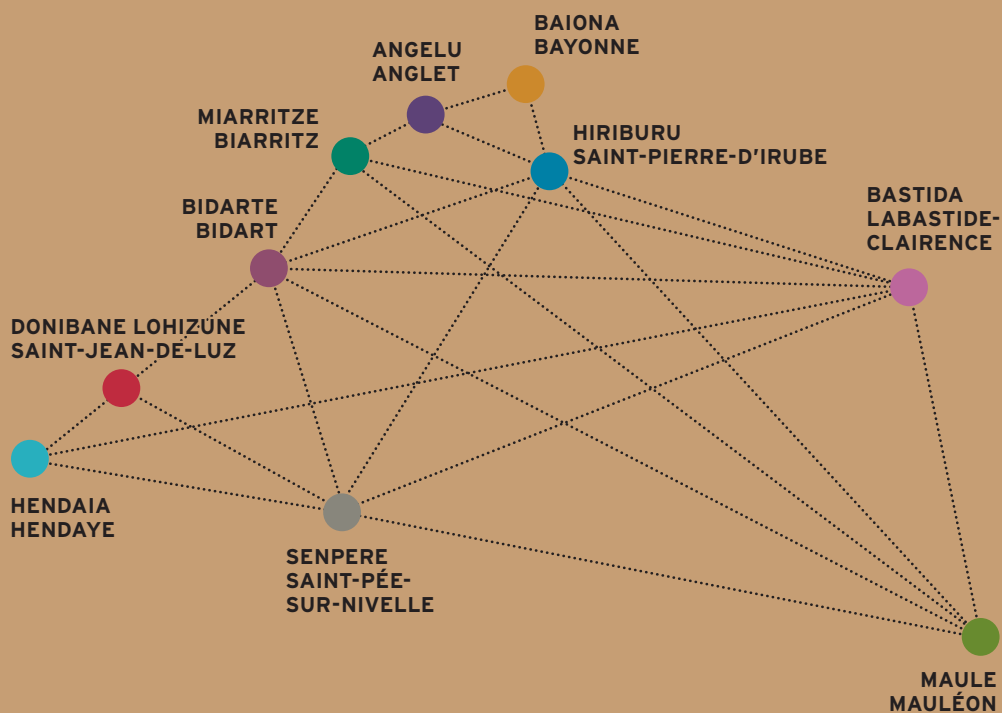 BAIONA
BAYONNE
ANGELU
ANGLET
MIARRITZE
BIARRITZ
HIRIBURU
SAINT-PIERRE-D'IRUBE
BASTIDA
LABASTIDE-
CLAIRENCE
BIDARTE
BIDART
DONIBANE LOHIZUNE
SAINT-JEAN-DE-LUZ
HENDAIA
HENDAYE
SENPERE
SAINT-PÉE-
SUR-NIVELLE
MAULE
MAULÉON